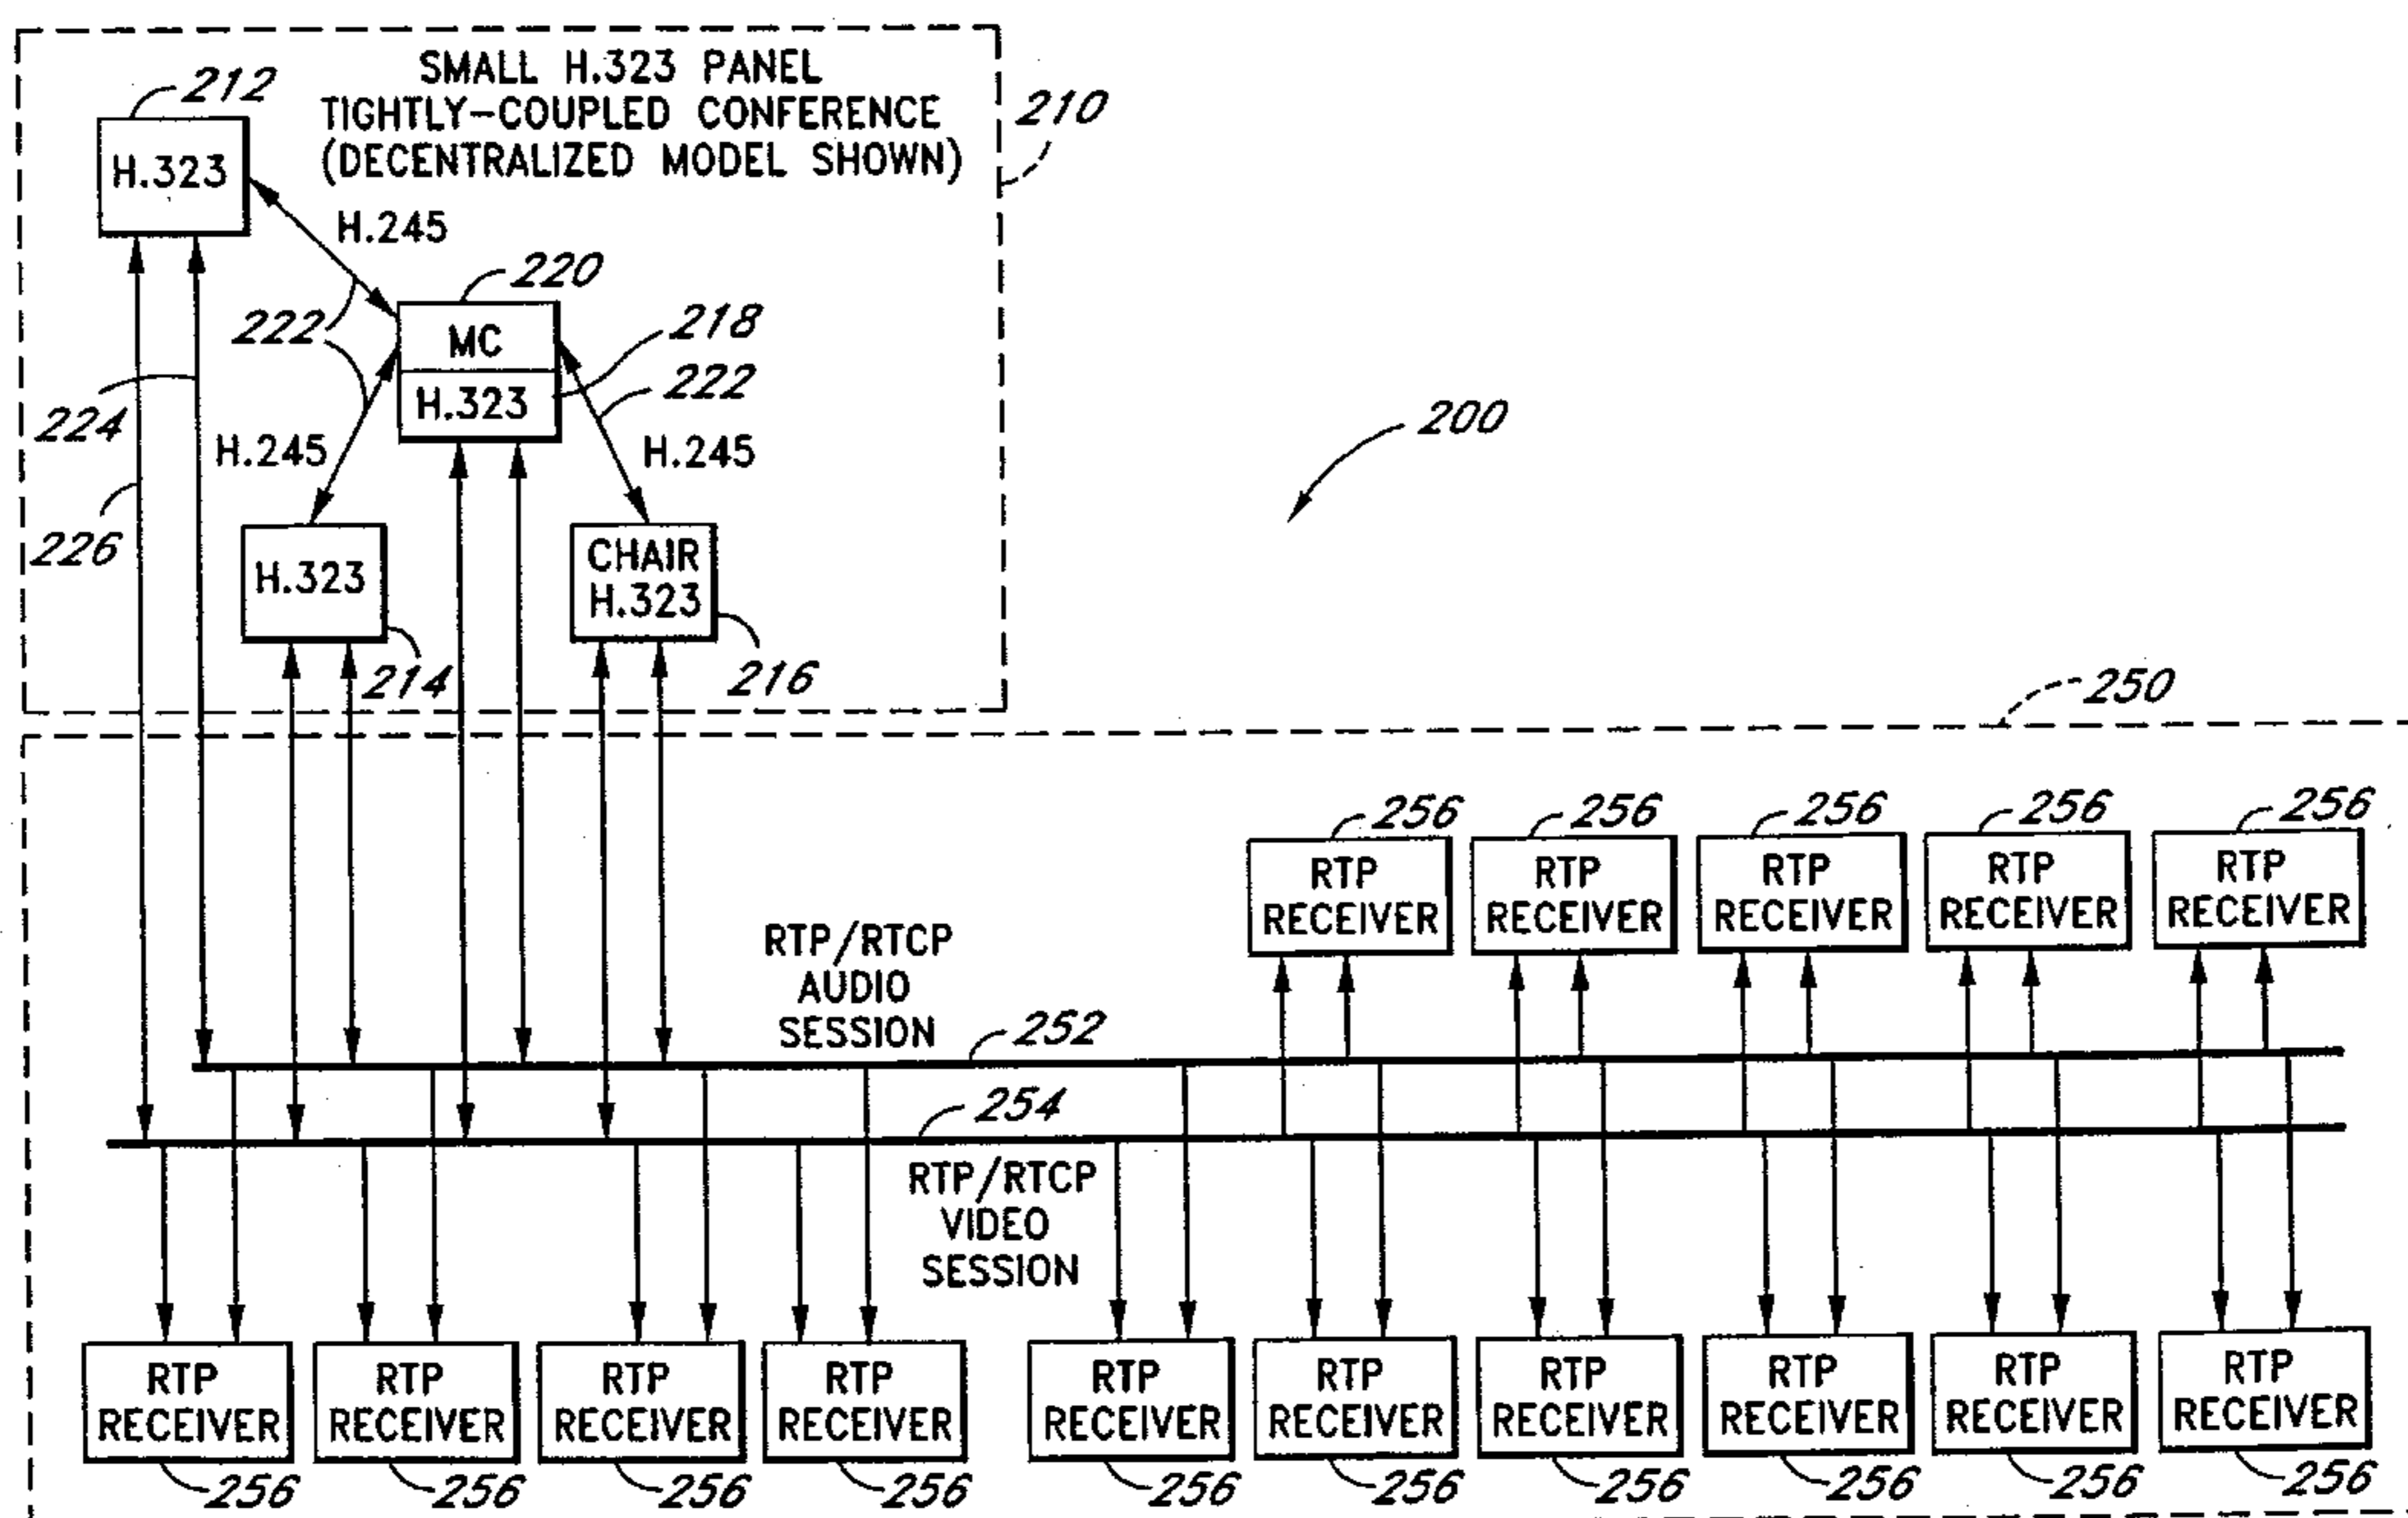 SMALL H.323 PANEL
TIGHTLY-COUPLED CONFERENCE
(DECENTRALIZED MODEL SHOWN)
210
212
H.323
H.245
220
222
MC
218
H.323
222
224
H.245
H.245
200
226
H.323
CHAIR
H.323
214
216
250
256
256
256
256
256
RTP
RECEIVER
RTP
RECEIVER
RTP
RECEIVER
RTP
RECEIVER
RTP
RECEIVER
RTP/RTCP
AUDIO
SESSION
252
254
RTP/RTCP
VIDEO
SESSION
RTP
RECEIVER
RTP
RECEIVER
RTP
RECEIVER
RTP
RECEIVER
RTP
RECEIVER
RTP
RECEIVER
RTP
RECEIVER
RTP
RECEIVER
RTP
RECEIVER
RTP
RECEIVER
256
256
256
256
256
256
256
256
256
256